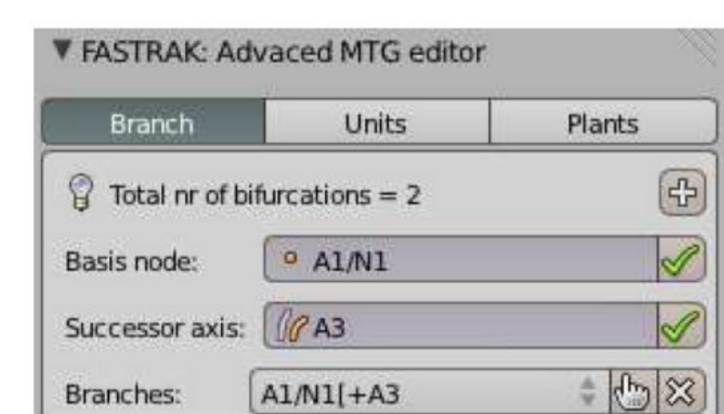 FASTRAK: Advaced MTG editor
Branch Units Plants
Total nr of bifurcations = 2
Basis node: A1/N1
Successor axis: A3
Branches: A1/N1[+A3